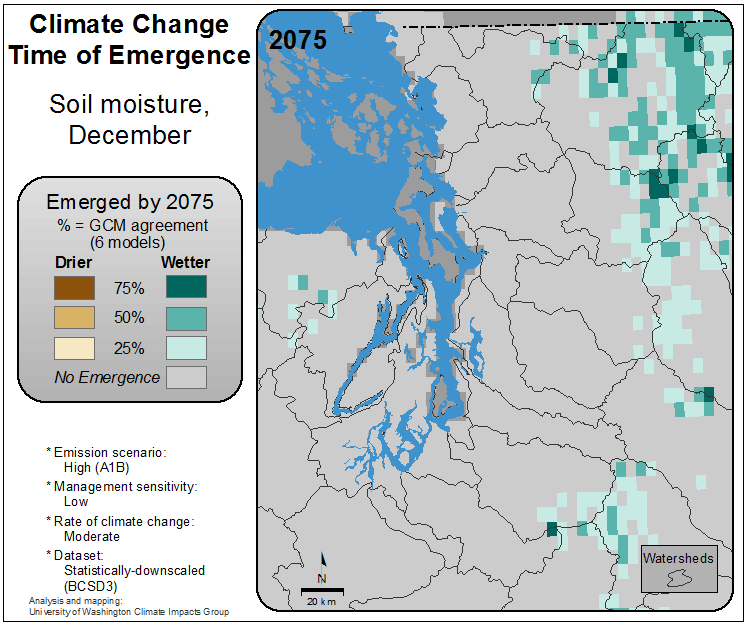 Climate Change
Time of Emergence
Soil moisture,
December
Emerged by 2075
% = GCM agreement
(6 models)
Drier Wetter
75%
50%
25%
No Emergence
* Emission scenario:
High (A1B)
* Management sensitivity:
Low
* Rate of climate change:
Moderate
* Dataset:
Statistically-downscaled
(BCSD3)
Analysis and mapping:
University of Washington Climate Impacts Group
2075
N
20 km
Watersheds